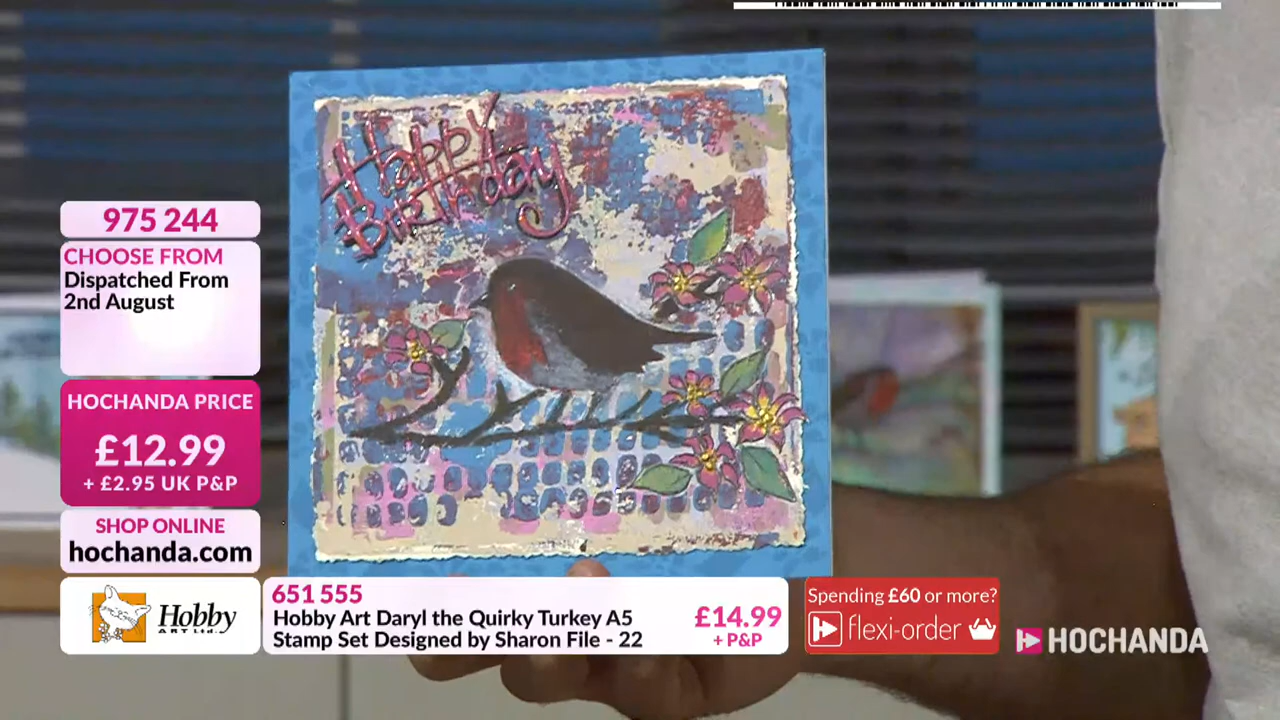 Happy
Birthday
975 244
CHOOSE FROM
Dispatched From
2nd August
HOCHANDA PRICE
£12.99
+ £2.95 UK P&P
SHOP ONLINE
hochanda.com
Hobby
ART Ltd.
651 555
Hobby Art Daryl the Quirky Turkey A5
Stamp Set Designed by Sharon File - 22
£14.99
+ P&P
Spending £60 or more?
flexi-order
HOCHANDA